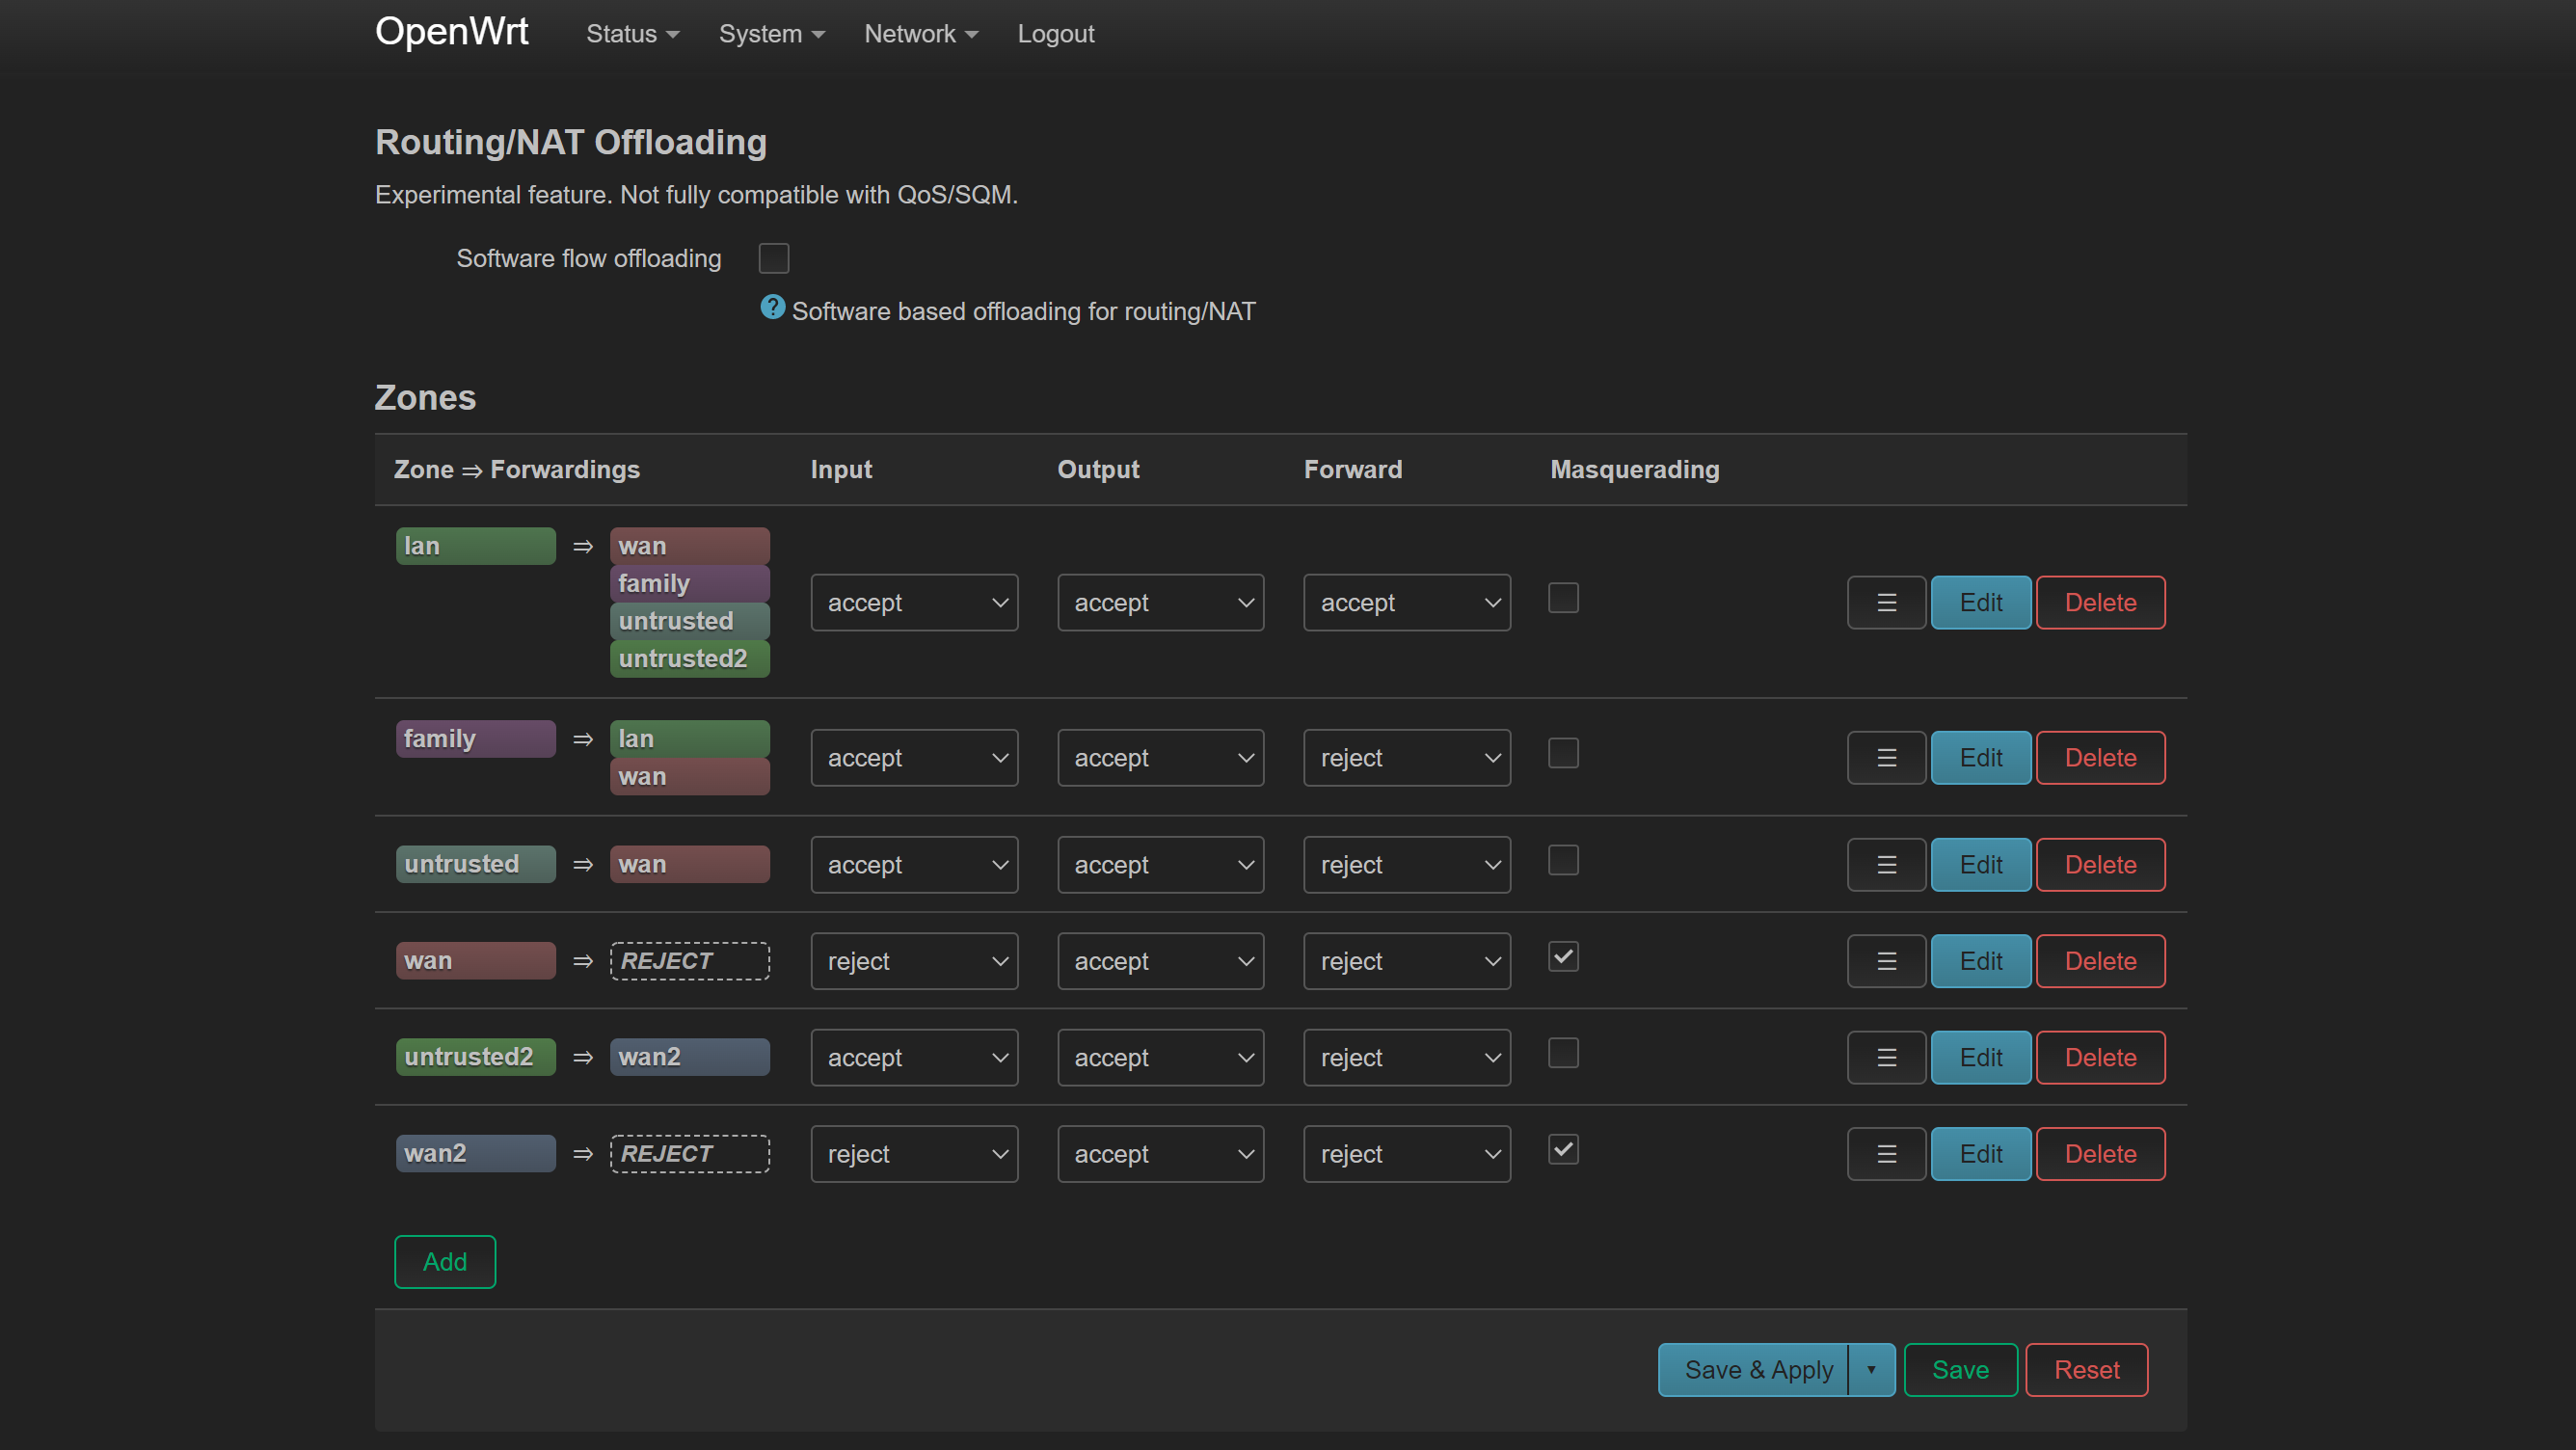 OpenWrt Status System Network Logout
Routing/NAT Offloading
Experimental feature. Not fully compatible with QoS/SQM.
Software flow offloading
? Software based offloading for routing/NAT
Zones
Zone ⇒ Forwardings Input Output Forward Masquerading
lan ⇒ wan
family
untrusted
untrusted2
accept accept accept ☰ Edit Delete
family ⇒ lan
wan
accept accept reject ☰ Edit Delete
untrusted ⇒ wan accept accept reject ☰ Edit Delete
wan ⇒ REJECT reject accept reject ☰ Edit Delete
untrusted2 ⇒ wan2 accept accept reject ☰ Edit Delete
wan2 ⇒ REJECT reject accept reject ☰ Edit Delete
Add
Save & Apply ▾ Save Reset